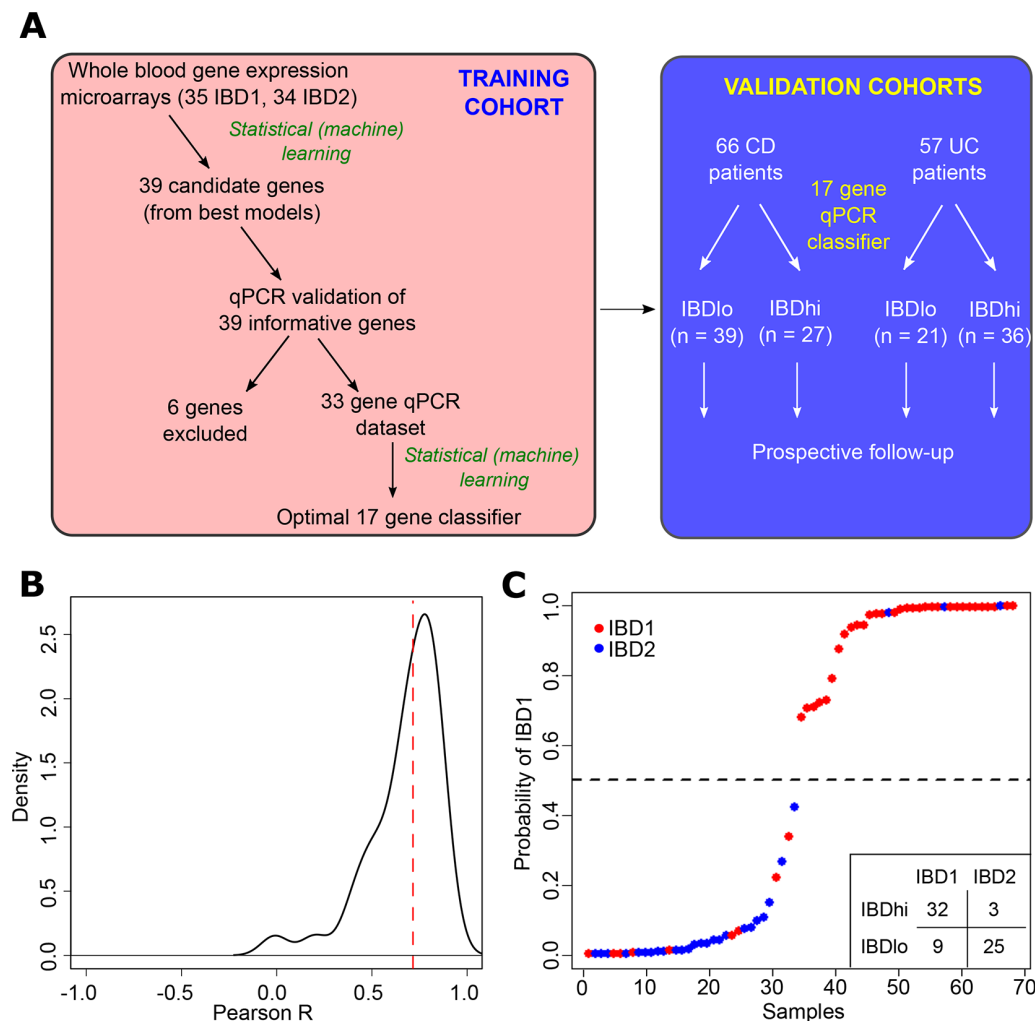 A
Whole blood gene expression
microarrays (35 IBD1, 34 IBD2)
TRAINING
COHORT
Statistical (machine)
learning
39 candidate genes
(from best models)
qPCR validation of
39 informative genes
6 genes
excluded
33 gene qPCR
dataset
Statistical (machine)
learning
Optimal 17 gene classifier
VALIDATION COHORTS
66 CD
patients
57 UC
patients
17 gene
qPCR
classifier
IBDlo
(n = 39)
IBDhi
(n = 27)
IBDlo
(n = 21)
IBDhi
(n = 36)
Prospective follow-up
B
Density
0.0
0.5
1.0
1.5
2.0
2.5
-1.0
-0.5
0.0
0.5
1.0
Pearson R
C
Probability of IBD1
0.0
0.2
0.4
0.6
0.8
1.0
IBD1
IBD2
IBD1 IBD2
IBDhi 32 3
IBDlo 9 25
0
10
20
30
40
50
60
70
Samples